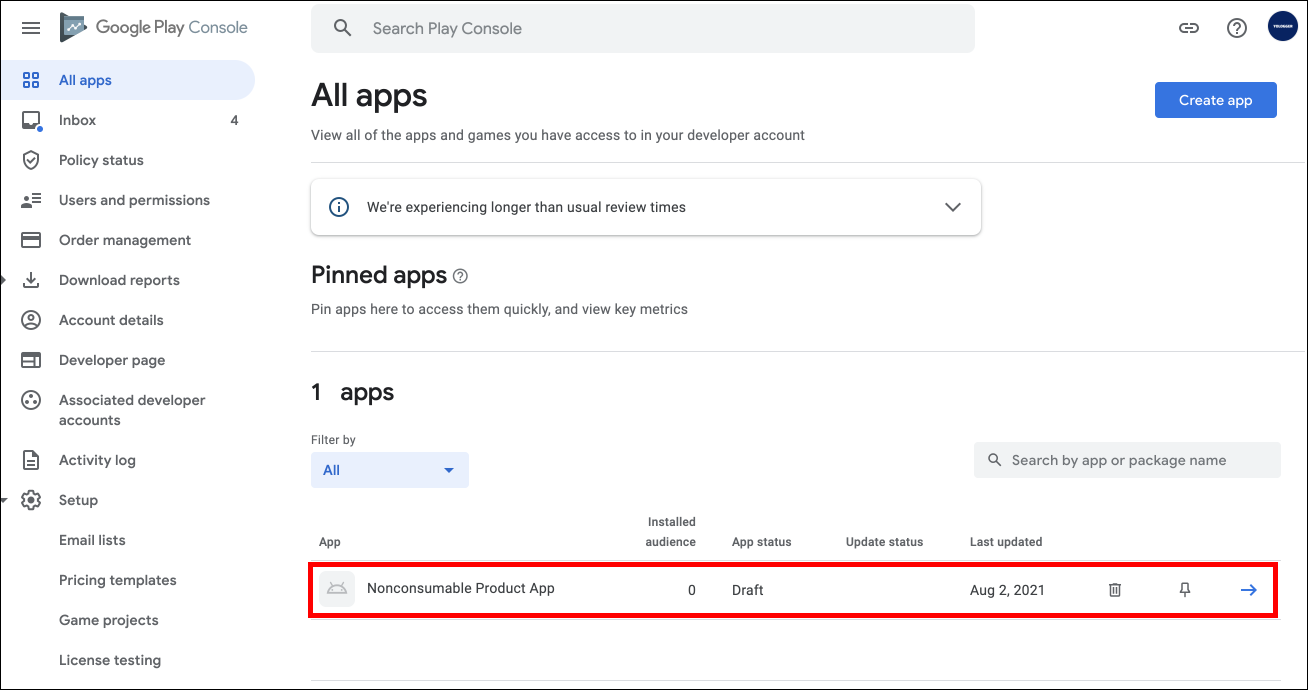 Google Play Console
Search Play Console
All apps
Inbox 4
Policy status
Users and permissions
Order management
Download reports
Account details
Developer page
Associated developer
accounts
Activity log
Setup
Email lists
Pricing templates
Game projects
License testing
All apps
Create app
View all of the apps and games you have access to in your developer account
We're experiencing longer than usual review times
Pinned apps
Pin apps here to access them quickly, and view key metrics
1 apps
Filter by
All
Search by app or package name
App
Installed
audience
App status
Update status
Last updated
Nonconsumable Product App 0 Draft Aug 2, 2021